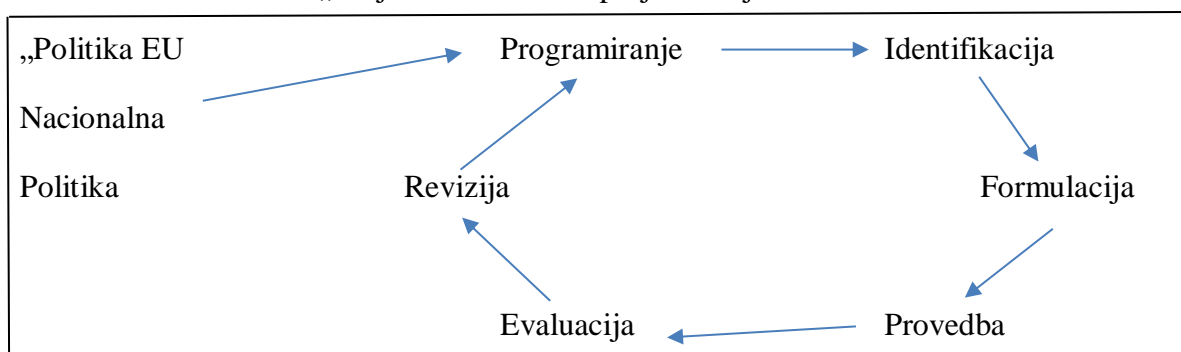 „Politika EU Programiranje Identifikacija
Nacionalna
Politika Revizija Formulacija
Evaluacija Provedba